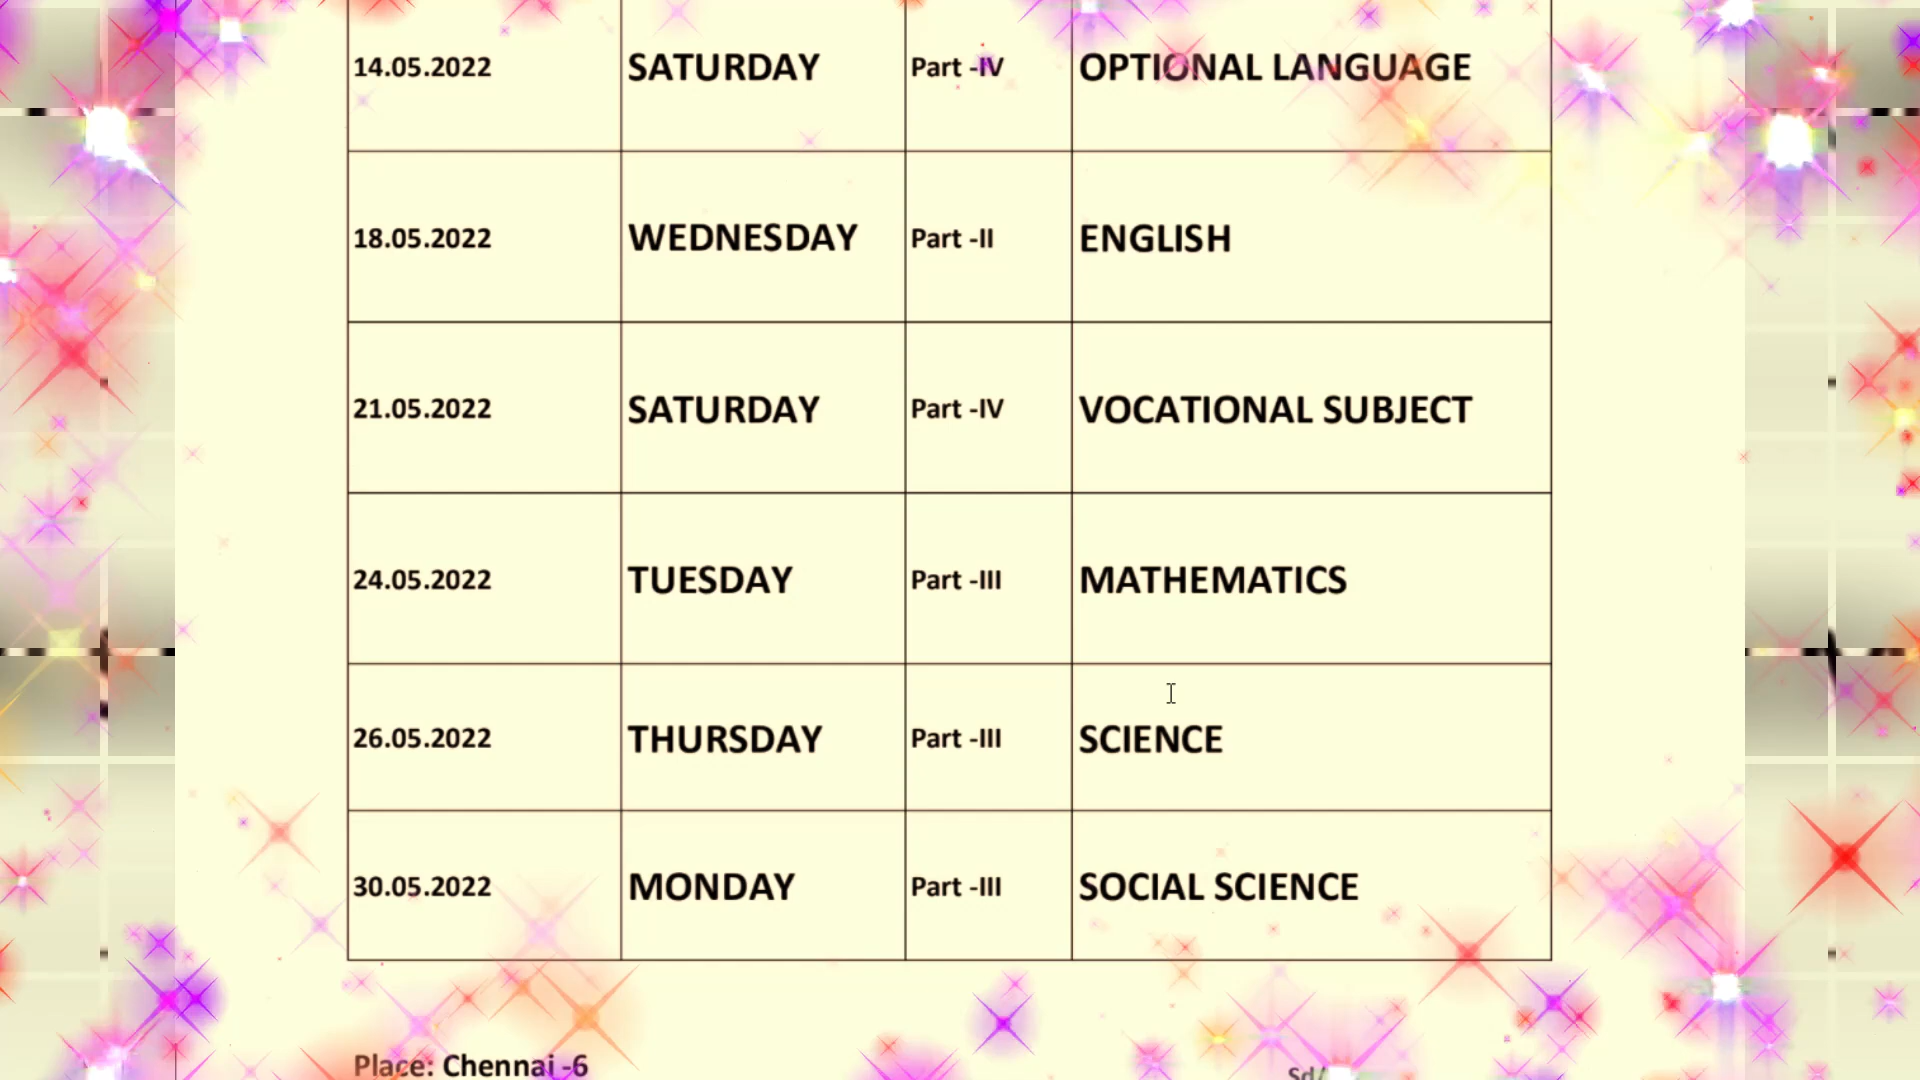 14.05.2022 SATURDAY Part -IV OPTIONAL LANGUAGE
18.05.2022 WEDNESDAY Part -II ENGLISH
21.05.2022 SATURDAY Part -IV VOCATIONAL SUBJECT
24.05.2022 TUESDAY Part -III MATHEMATICS
26.05.2022 THURSDAY Part -III SCIENCE
30.05.2022 MONDAY Part -III SOCIAL SCIENCE
Place: Chennai -6 Sd/